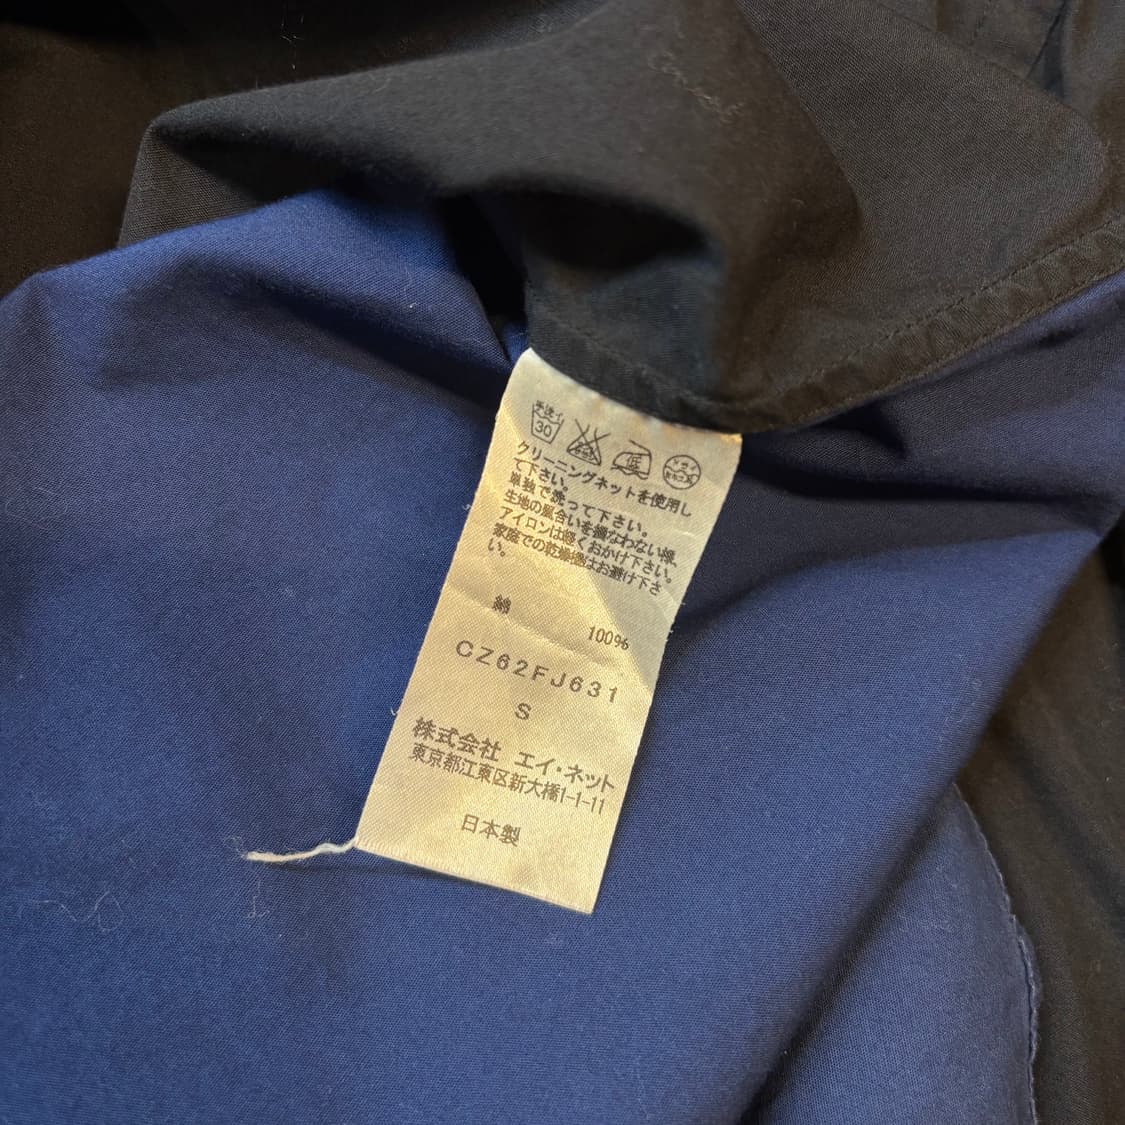 手洗イ
30
低
クリーニングネットを使用し
て下さい。
単独で洗って下さい。
生地の風合いを損なわない様、
アイロンは軽くおかけ下さい。
家庭での乾燥機はお避け下さ
い。
綿
100%
CZ62FJ631
S
株式会社 エイ・ネット
東京都江東区新大橋1-1-11
日本製